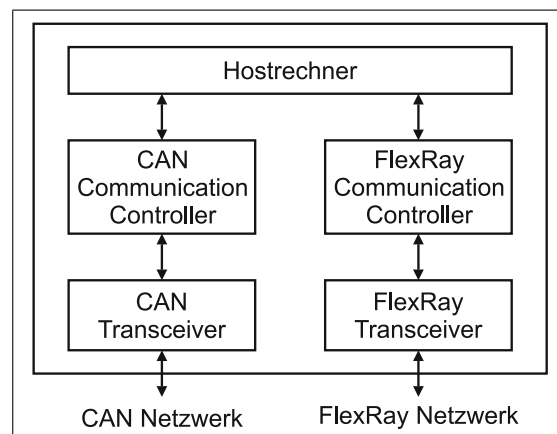 Hostrechner
CAN
Communication
Controller
FlexRay
Communication
Controller
CAN
Transceiver
FlexRay
Transceiver
CAN Netzwerk
FlexRay Netzwerk